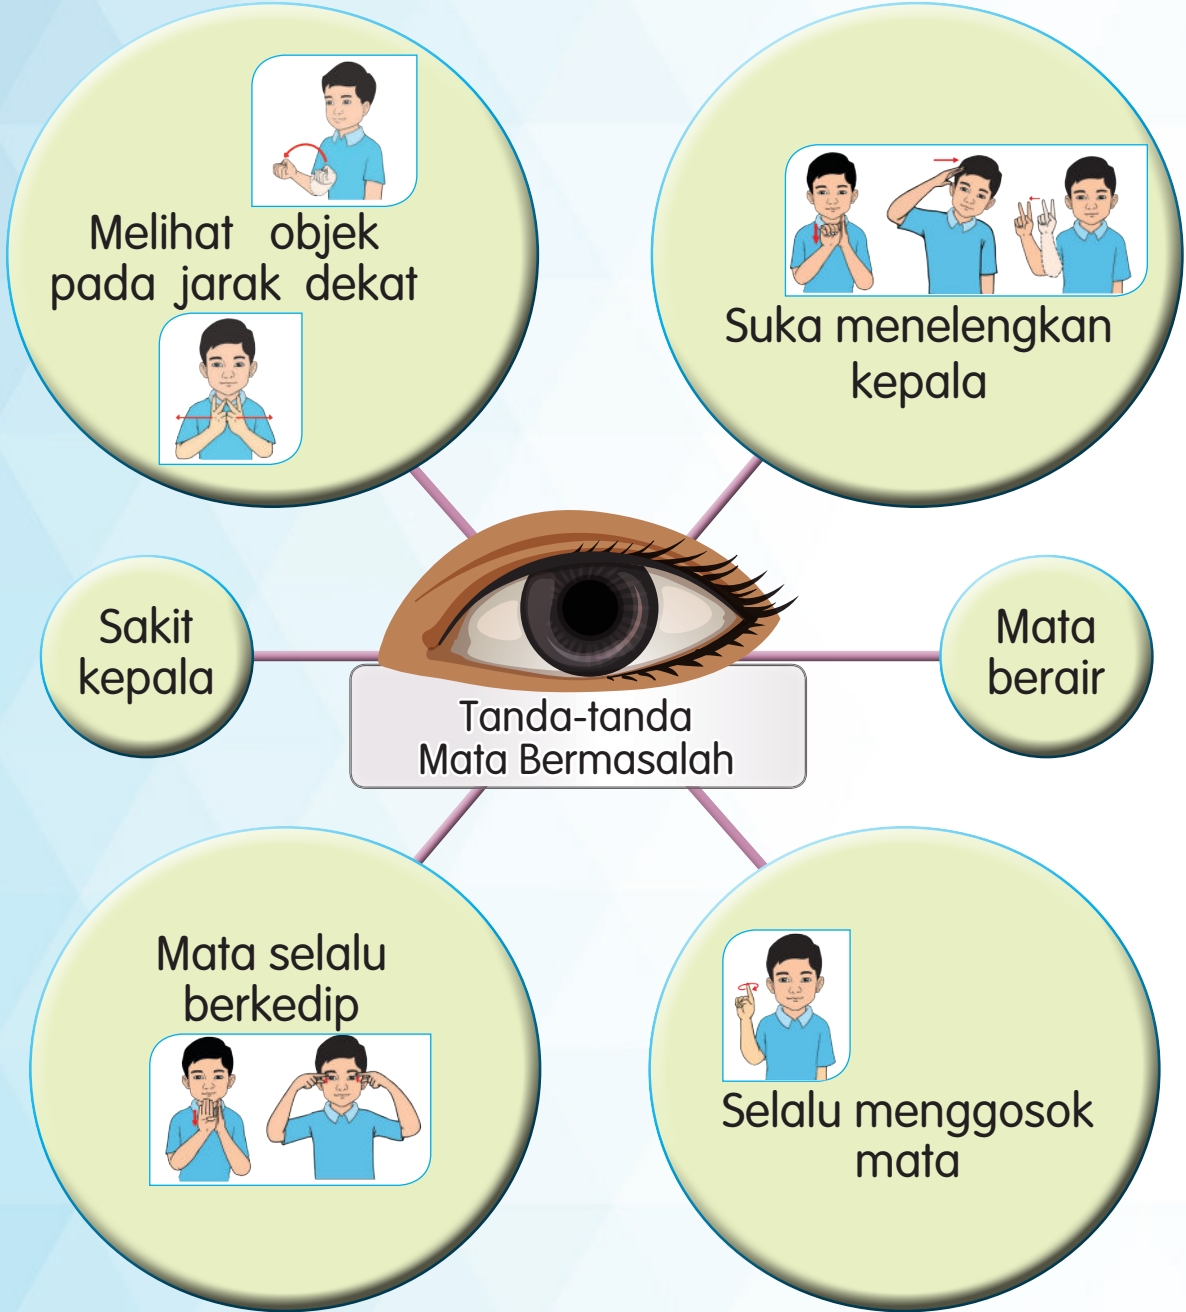 Melihat objek
pada jarak dekat
Suka menelengkan
kepala
Sakit
kepala
Mata
berair
Tanda-tanda
Mata Bermasalah
Mata selalu
berkedip
Selalu menggosok
mata